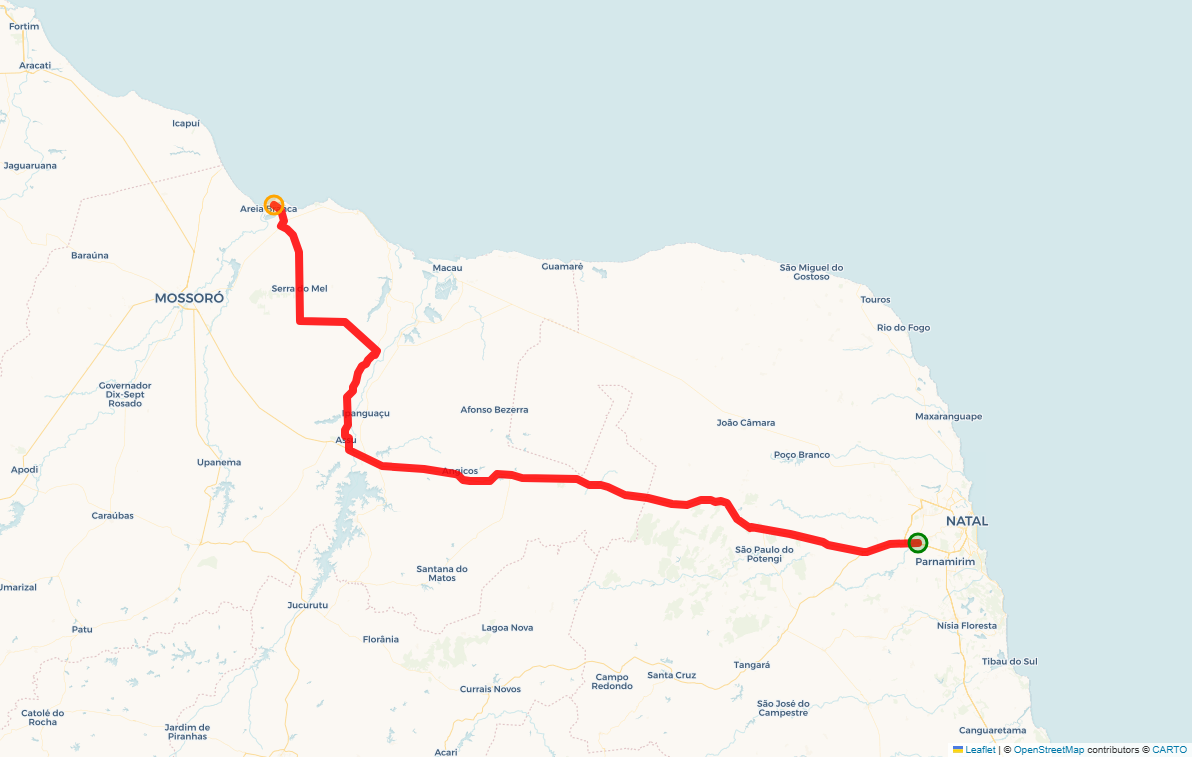 Fortim
Aracati
Icapuí
Jaguaruana
Areia Branca
Baraúna
Macau
Guamaré
São Miguel do
Gostoso
Serra do Mel
MOSSORÓ
Touros
Rio do Fogo
Governador
Dix-Sept
Rosado
Ipanguaçu
Afonso Bezerra
Maxaranguape
João Câmara
Assu
Poço Branco
Upanema
Apodi
Angicos
Caraúbas
NATAL
São Paulo do
Potengi
Parnamirim
Santana do
Matos
Umarizal
Jucurutu
Patu
Lagoa Nova
Nísia Floresta
Florânia
Tibau do Sul
Tangará
Santa Cruz
Campo
Redondo
Currais Novos
São José do
Campestre
Catolé do
Rocha
Jardim de
Piranhas
Canguaretama
Acari
Leaflet | © OpenStreetMap contributors © CARTO